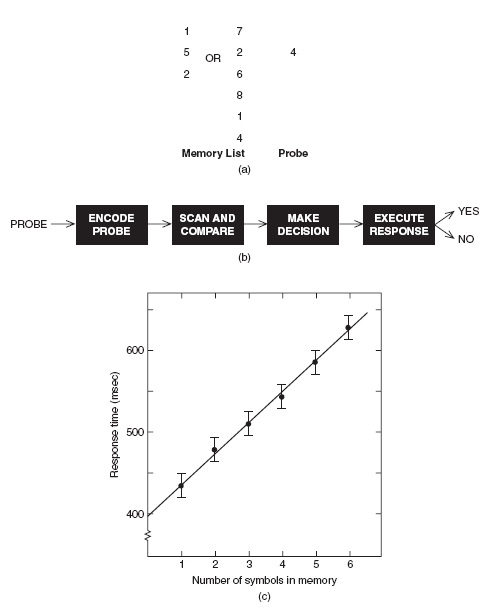 1 7
5 OR 2 4
2 6
8
1
4
Memory List Probe
(a)
PROBE ENCODE PROBE SCAN AND COMPARE MAKE DECISION EXECUTE RESPONSE YES
NO
(b)
600
500
400
Response time (msec)
1 2 3 4 5 6
Number of symbols in memory
(c)